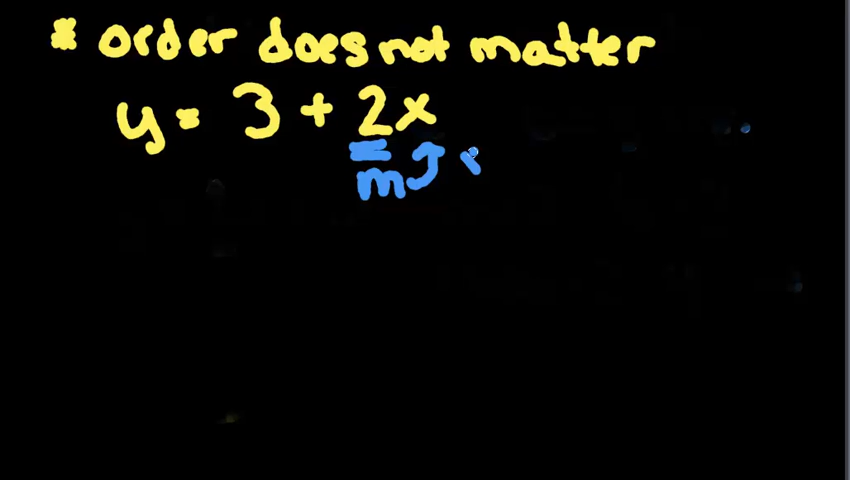 * order does not matter
y = 3 + 2x
m